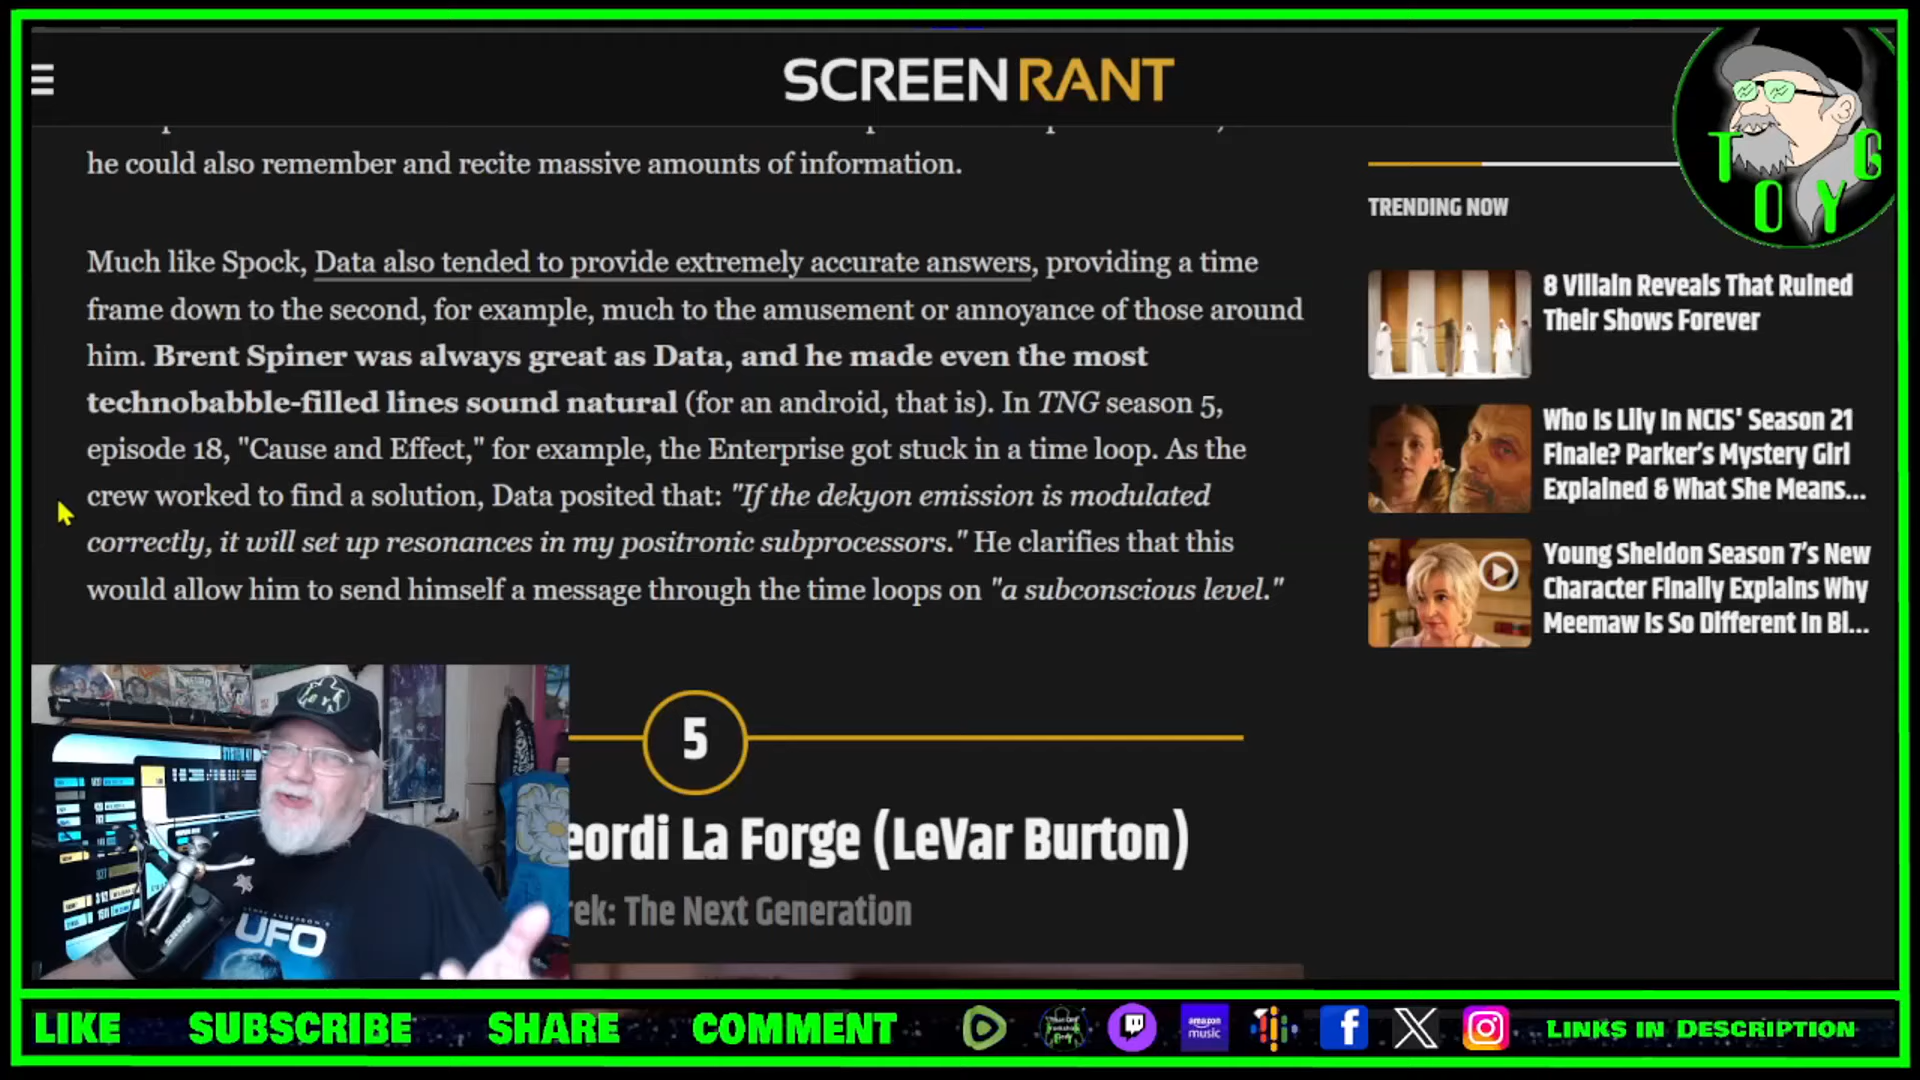 SCREENRANT
T
O
Y
G
he could also remember and recite massive amounts of information.
Much like Spock, Data also tended to provide extremely accurate answers, providing a time
frame down to the second, for example, much to the amusement or annoyance of those around
him. Brent Spiner was always great as Data, and he made even the most
technobabble-filled lines sound natural (for an android, that is). In TNG season 5,
episode 18, "Cause and Effect," for example, the Enterprise got stuck in a time loop. As the
crew worked to find a solution, Data posited that: "If the dekyon emission is modulated
correctly, it will set up resonances in my positronic subprocessors." He clarifies that this
would allow him to send himself a message through the time loops on "a subconscious level."
TRENDING NOW
8 Villain Reveals That Ruined
Their Shows Forever
Who Is Lily In NCIS' Season 21
Finale? Parker's Mystery Girl
Explained & What She Means...
Young Sheldon Season 7's New
Character Finally Explains Why
Meemaw Is So Different In Bi...
5
eordi La Forge (LeVar Burton)
rek: The Next Generation
UFO
LIKE SUBSCRIBE SHARE COMMENT
amazon
music
LINKS IN DESCRIPTION